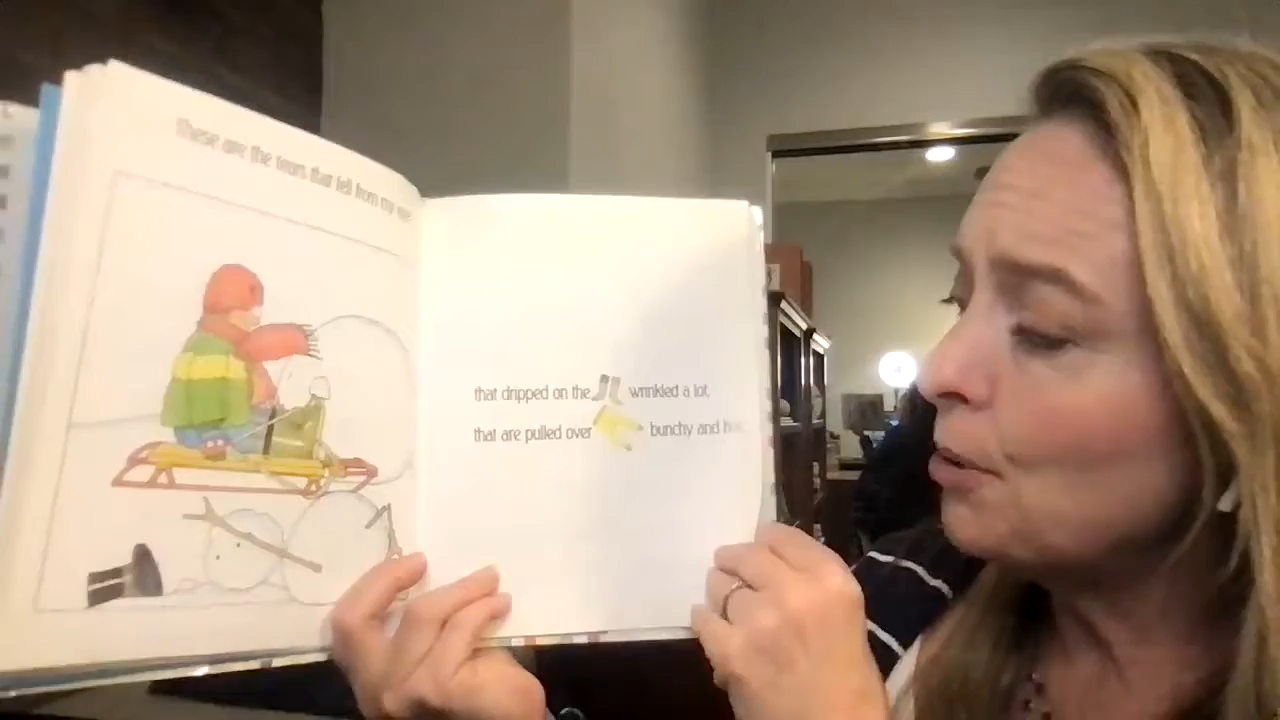 These are the tears that fell from my eye
that dripped on the wrinkled a lot,
that are pulled over bunchy and